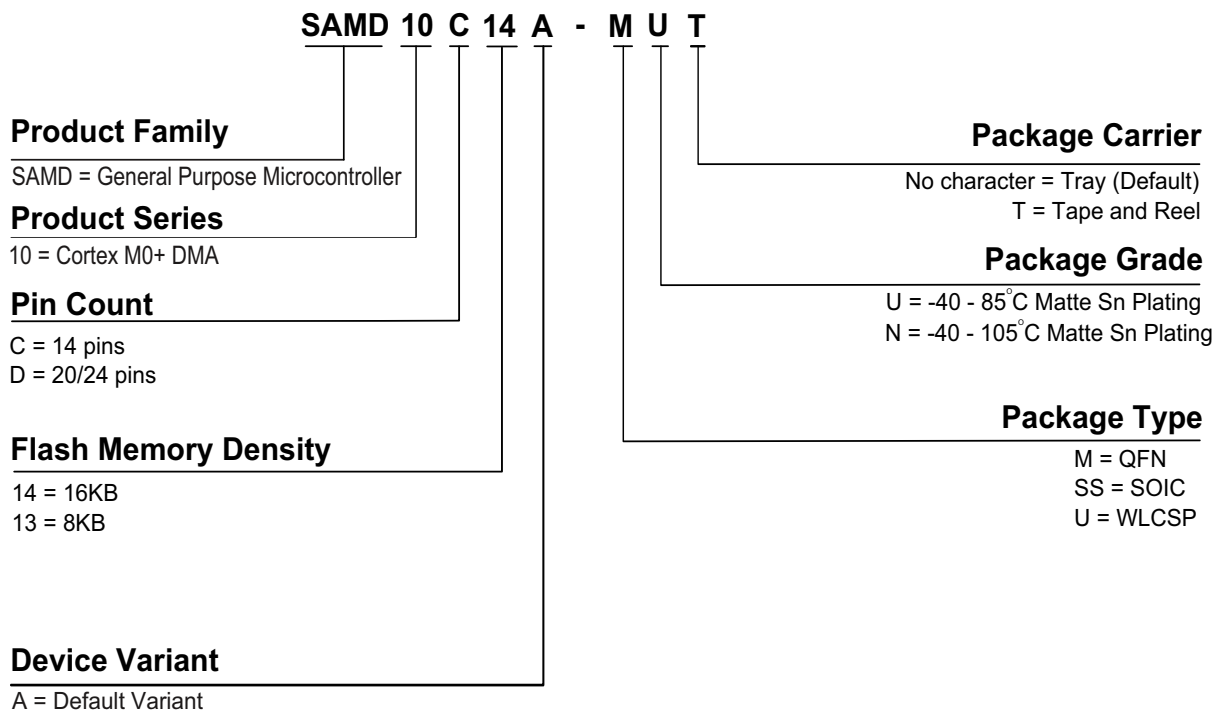 SAMD 10 C 14 A - M U T
Product Family
SAMD = General Purpose Microcontroller
Product Series
10 = Cortex M0+ DMA
Pin Count
C = 14 pins
D = 20/24 pins
Flash Memory Density
14 = 16KB
13 = 8KB
Device Variant
A = Default Variant
Package Carrier
No character = Tray (Default)
T = Tape and Reel
Package Grade
U = -40 - 85°C Matte Sn Plating
N = -40 - 105°C Matte Sn Plating
Package Type
M = QFN
SS = SOIC
U = WLCSP